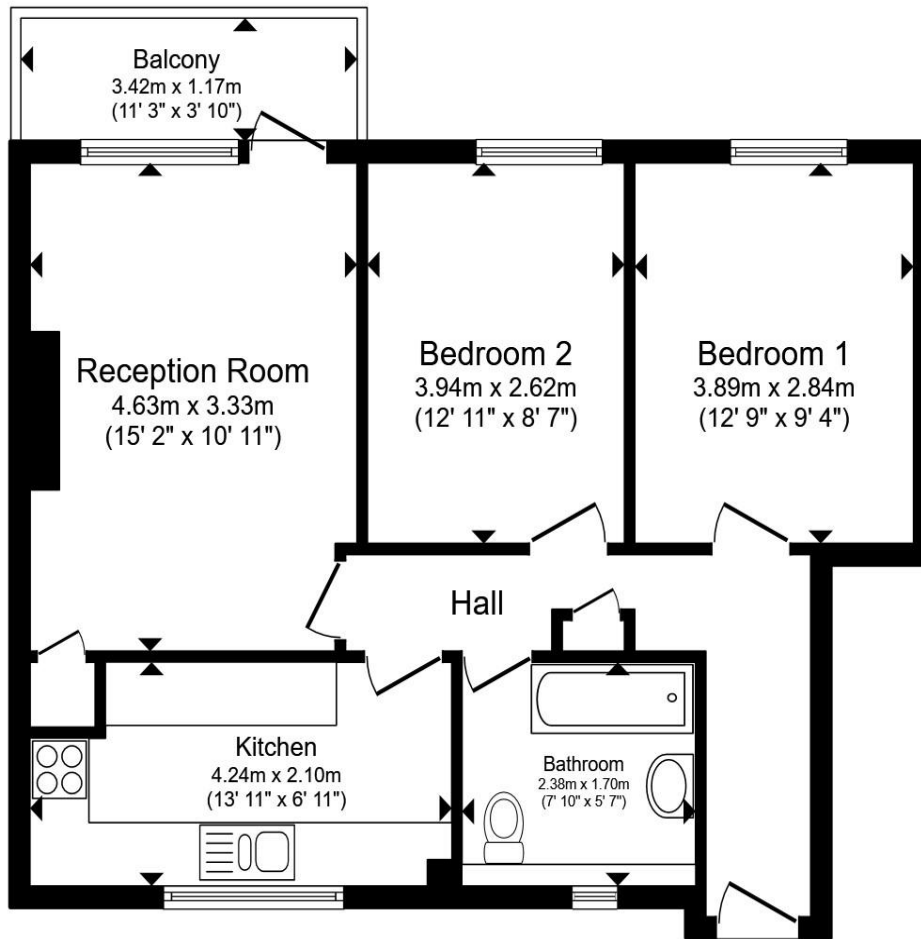 Balcony
3.42m x 1.17m
(11' 3" x 3' 10")
Reception Room
4.63m x 3.33m
(15' 2" x 10' 11")
Bedroom 2
3.94m x 2.62m
(12' 11" x 8' 7")
Bedroom 1
3.89m x 2.84m
(12' 9" x 9' 4")
Hall
Kitchen
4.24m x 2.10m
(13' 11" x 6' 11")
Bathroom
2.38m x 1.70m
(7' 10" x 5' 7")